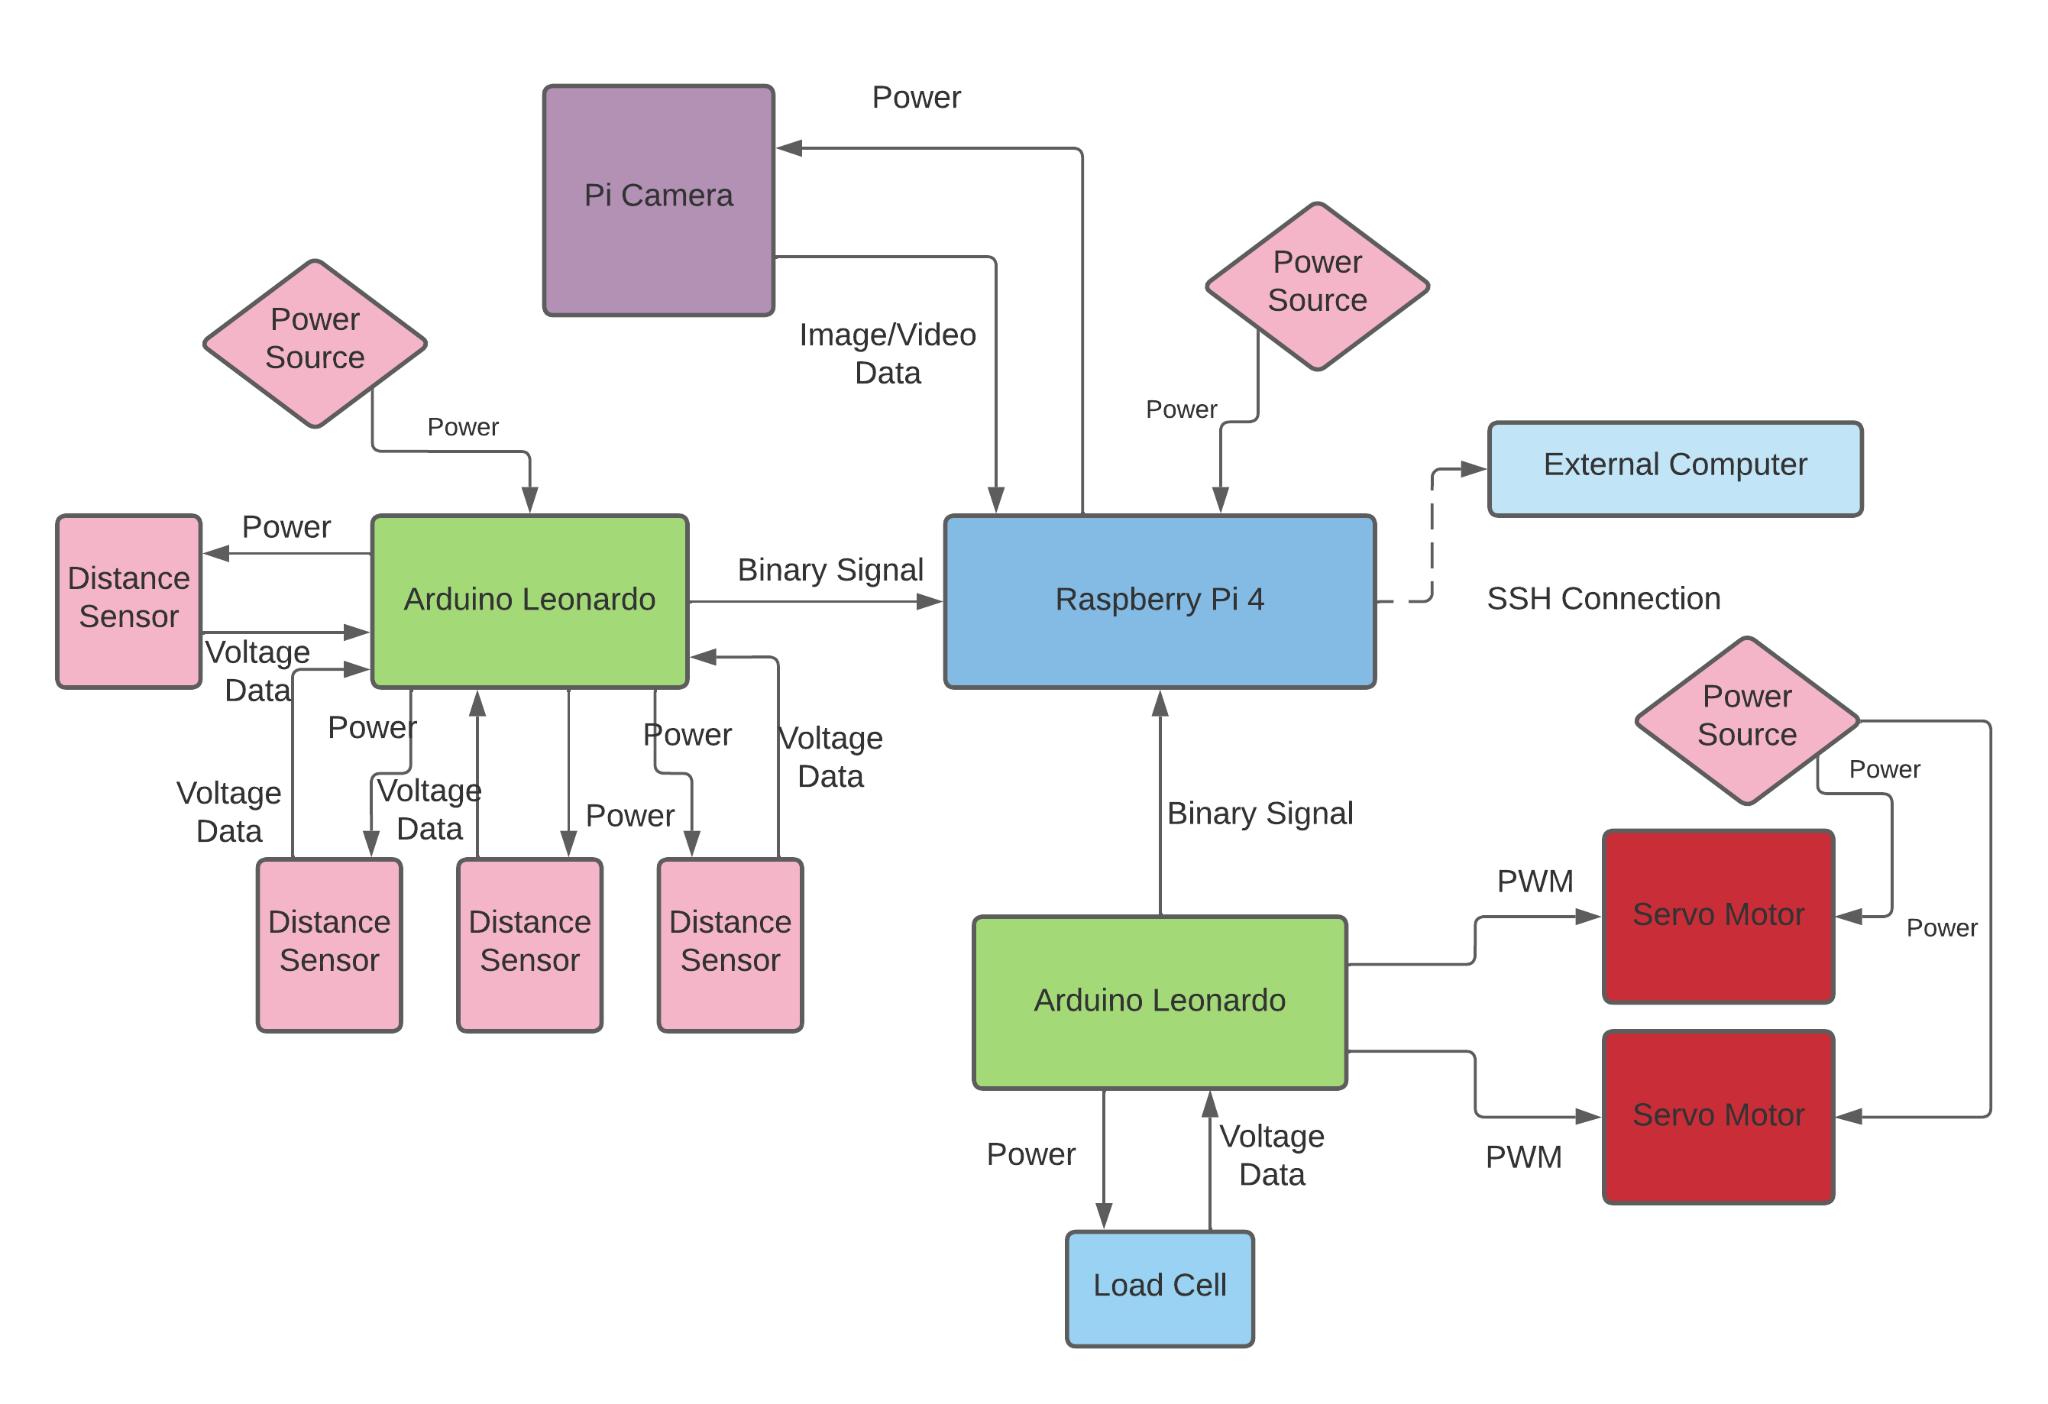 Power
Pi Camera
Power
Source
Image/Video
Data
Power
Source
Power
Power
External Computer
Power
Distance
Sensor
Arduino Leonardo
Binary Signal
Raspberry Pi 4
SSH Connection
Voltage
Data
Power
Power
Voltage
Data
Power
Source
Power
Voltage
Data
Voltage
Data
Power
Binary Signal
Distance
Sensor
Distance
Sensor
Distance
Sensor
PWM
Servo Motor
Power
Arduino Leonardo
Servo Motor
PWM
Power
Voltage
Data
Load Cell